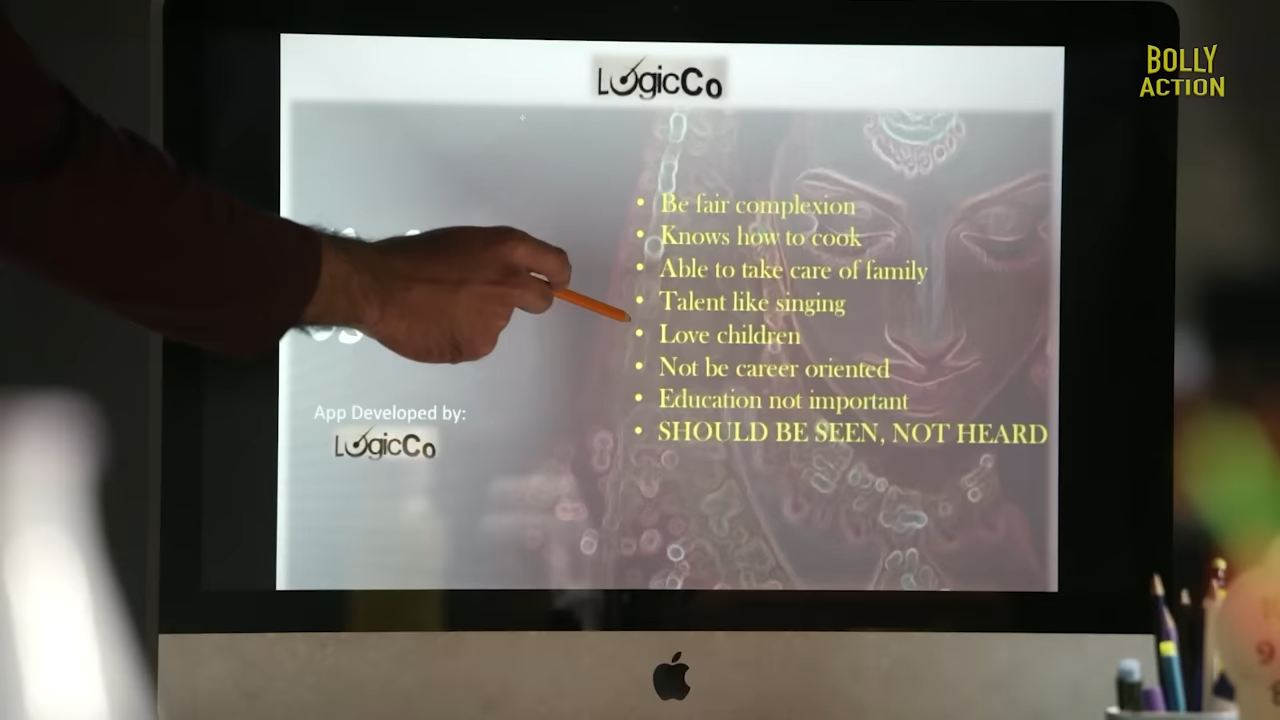 LogicCo
BOLLY
ACTION
• Be fair complexion
• Knows how to cook
• Able to take care of family
• Talent like singing
• Love children
• Not be career oriented
• Education not important
• SHOULD BE SEEN, NOT HEARD
App Developed by:
LogicCo